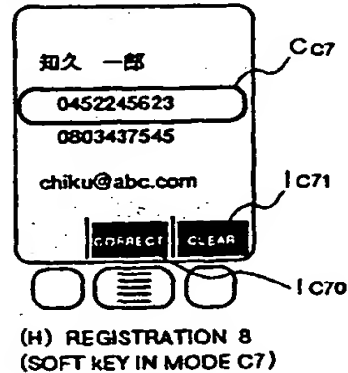 知久 一郎
Cc7
0452245623
0803437545
chiku@abc.com
Ic71
CORRECT CLEAR
Ic70
(H) REGISTRATION 8
(SOFT KEY IN MODE C7)